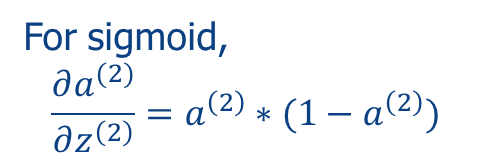 For sigmoid,
∂a⁽²⁾/∂z⁽²⁾ = a⁽²⁾ * (1 − a⁽²⁾)